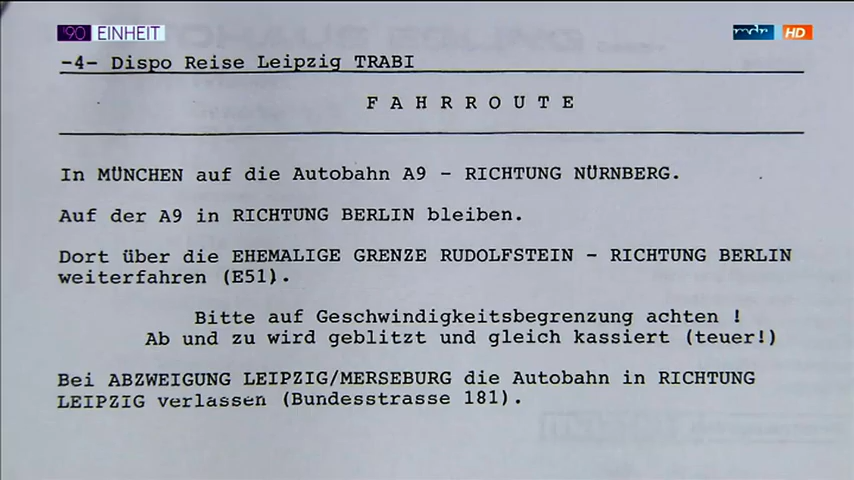 '90 EINHEIT
mdr HD
-4- Dispo Reise Leipzig TRABI
FAHRROUTE
In MÜNCHEN auf die Autobahn A9 - RICHTUNG NÜRNBERG.
Auf der A9 in RICHTUNG BERLIN bleiben.
Dort über die EHEMALIGE GRENZE RUDOLFSTEIN - RICHTUNG BERLIN
weiterfahren (E51).
Bitte auf Geschwindigkeitsbegrenzung achten !
Ab und zu wird geblitzt und gleich kassiert (teuer!)
Bei ABZWEIGUNG LEIPZIG/MERSEBURG die Autobahn in RICHTUNG
LEIPZIG verlassen (Bundesstrasse 181).